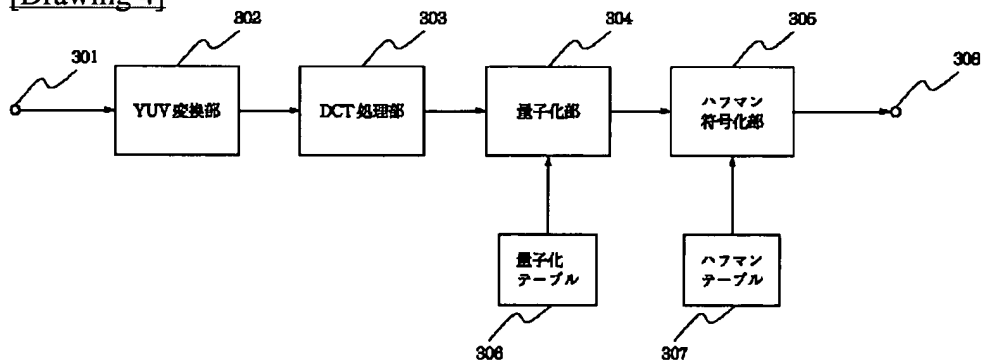 [Drawing 4]
302
303
304
305
301
308
YUV変換部
DCT処理部
量子化部
ハフマン
符号化部
量子化
テーブル
ハフマン
テーブル
306
307